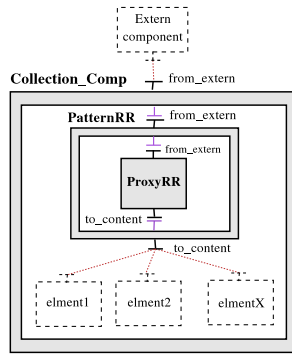 Extern
component
Collection_Comp
from_extern
PatternRR
from_extern
from_extern
ProxyRR
to_content
to_content
elment1
elment2
elmentX